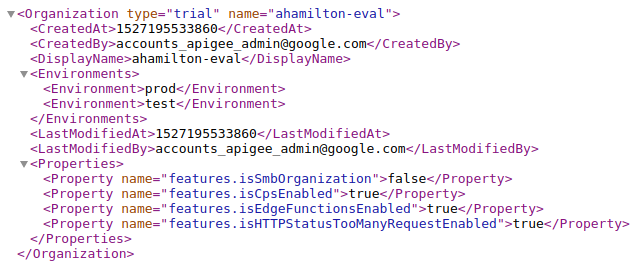 <Organization type="trial" name="ahamilton-eval">
<CreatedAt>1527195533860</CreatedAt>
<CreatedBy>accounts_apigee_admin@google.com</CreatedBy>
<DisplayName>ahamilton-eval</DisplayName>
<Environments>
<Environment>prod</Environment>
<Environment>test</Environment>
</Environments>
<LastModifiedAt>1527195533860</LastModifiedAt>
<LastModifiedBy>accounts_apigee_admin@google.com</LastModifiedBy>
<Properties>
<Property name="features.isSmbOrganization">false</Property>
<Property name="features.isCpsEnabled">true</Property>
<Property name="features.isEdgeFunctionsEnabled">true</Property>
<Property name="features.isHTTPStatusTooManyRequestEnabled">true</Property>
</Properties>
</Organization>